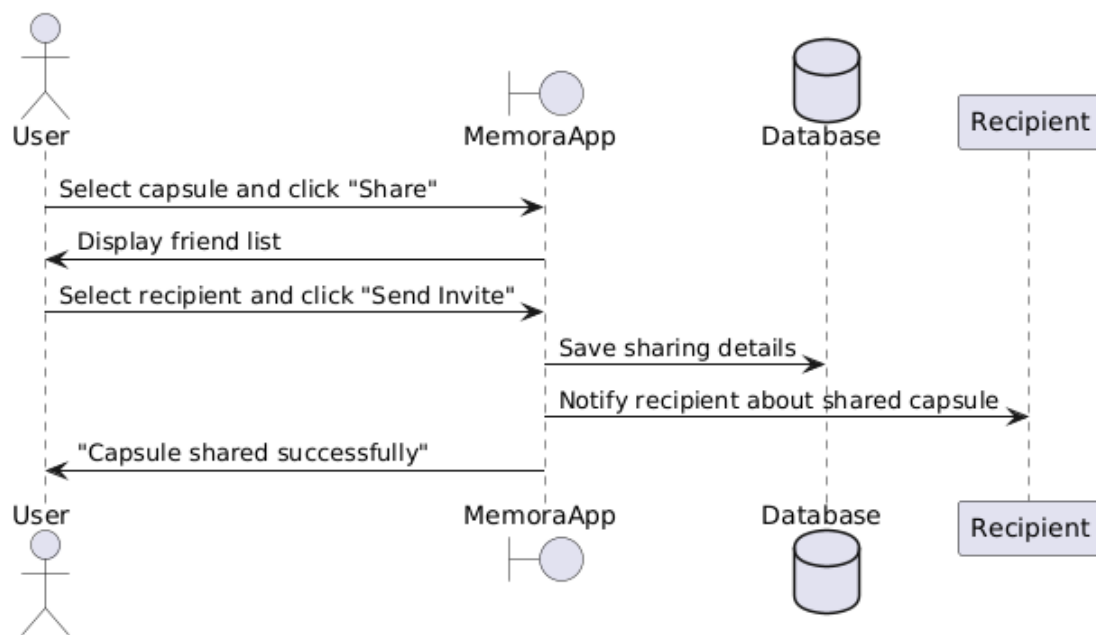 User
MemoraApp
Database
Recipient
Select capsule and click "Share"
Display friend list
Select recipient and click "Send Invite"
Save sharing details
Notify recipient about shared capsule
"Capsule shared successfully"
User
MemoraApp
Database
Recipient